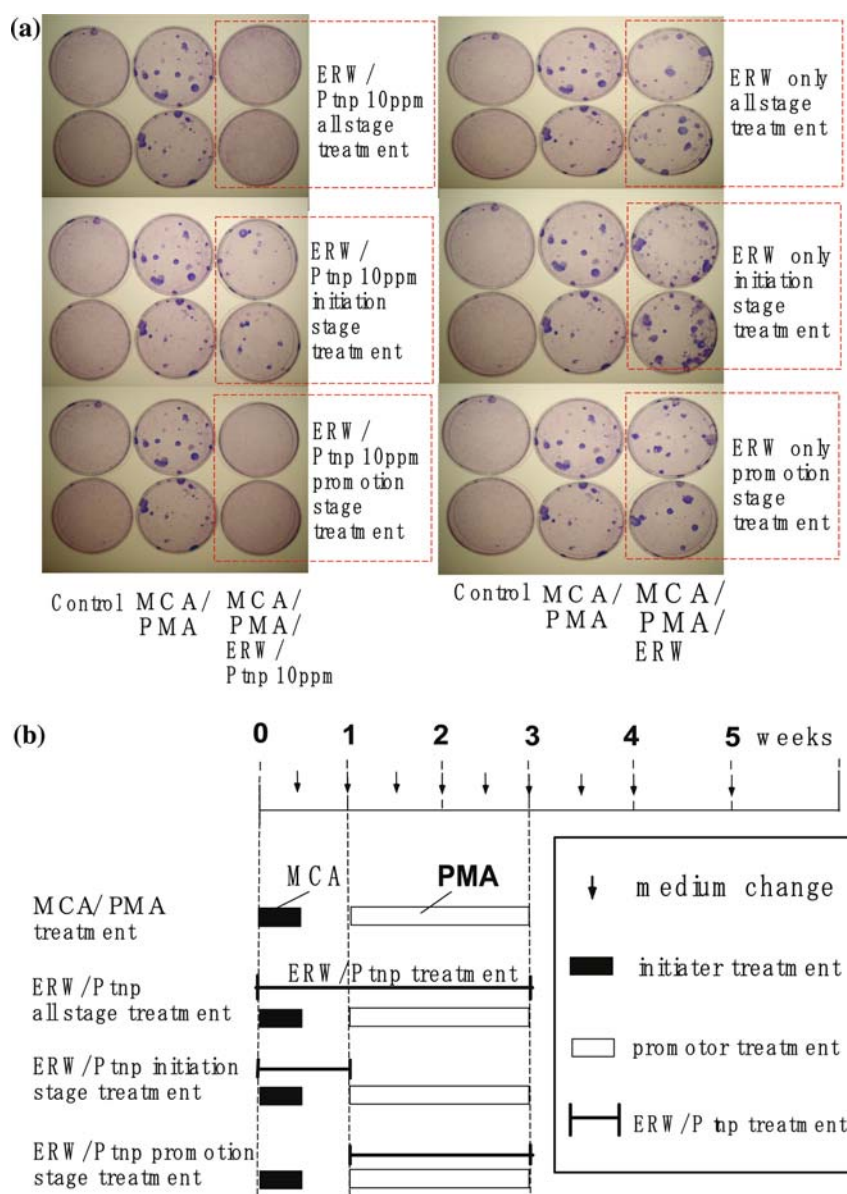 (a)
ERW/
Ptnp 10ppm
allstage
treatment
ERW only
allstage
treatment
ERW/
Ptnp 10ppm
initiation
stage
treatment
ERW only
initiation
stage
treatment
ERW/
Ptnp 10ppm
promotion
stage
treatment
ERW only
promotion
stage
treatment
Control MCA/ PMA MCA/ PMA/ ERW/ Ptnp 10ppm
Control MCA/ PMA MCA/ PMA/ ERW
(b)
0 1 2 3 4 5 weeks
MCA PMA
MCA/PMA
treatment
ERW/Ptnp treatment
ERW/Ptnp
allstage treatment
ERW/Ptnp initiation
stage treatment
ERW/Ptnp promotion
stage treatment
medium change
initiater treatment
promotor treatment
ERW/Ptnp treatment